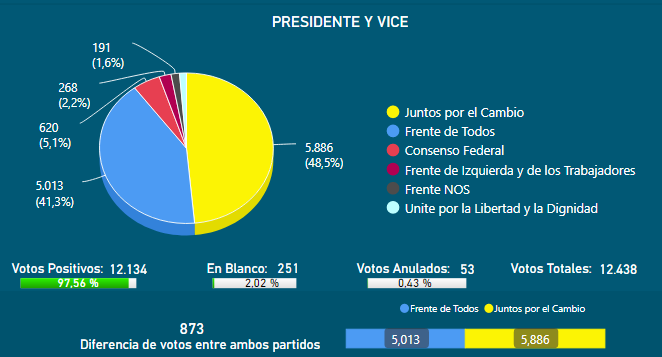 PRESIDENTE Y VICE
191
(1,6%)
268
(2,2%)
620
(5,1%)
5.013
(41,3%)
5.886
(48,5%)
Juntos por el Cambio
Frente de Todos
Consenso Federal
Frente de Izquierda y de los Trabajadores
Frente NOS
Unite por la Libertad y la Dignidad
Votos Positivos: 12.134
97,56 %
En Blanco: 251
2,02 %
Votos Anulados: 53
0,43 %
Votos Totales: 12.438
Frente de Todos Juntos por el Cambio
873
Diferencia de votos entre ambos partidos
5,013 5,886